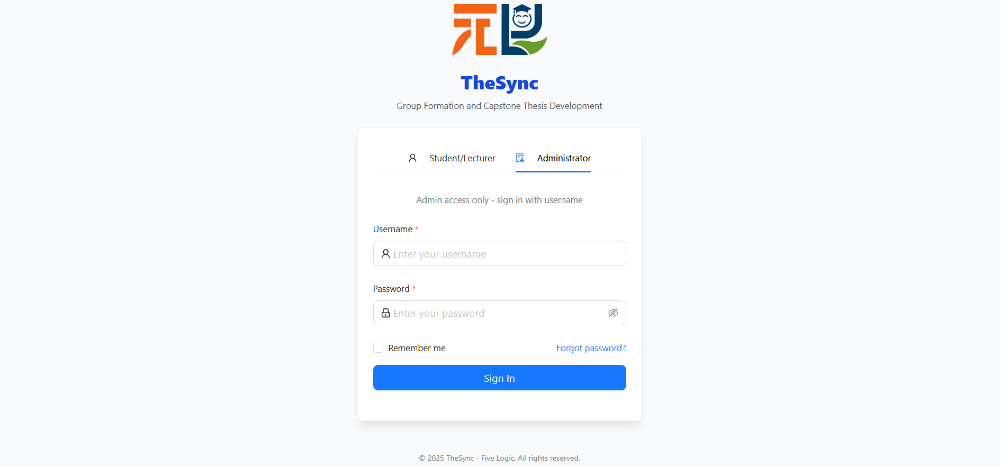 TheSync
Group Formation and Capstone Thesis Development
Student/Lecturer
Administrator
Admin access only - sign in with username
Username *
Enter your username
Password *
Enter your password
Remember me
Forgot password?
Sign In
© 2025 TheSync - Five Logic. All rights reserved.